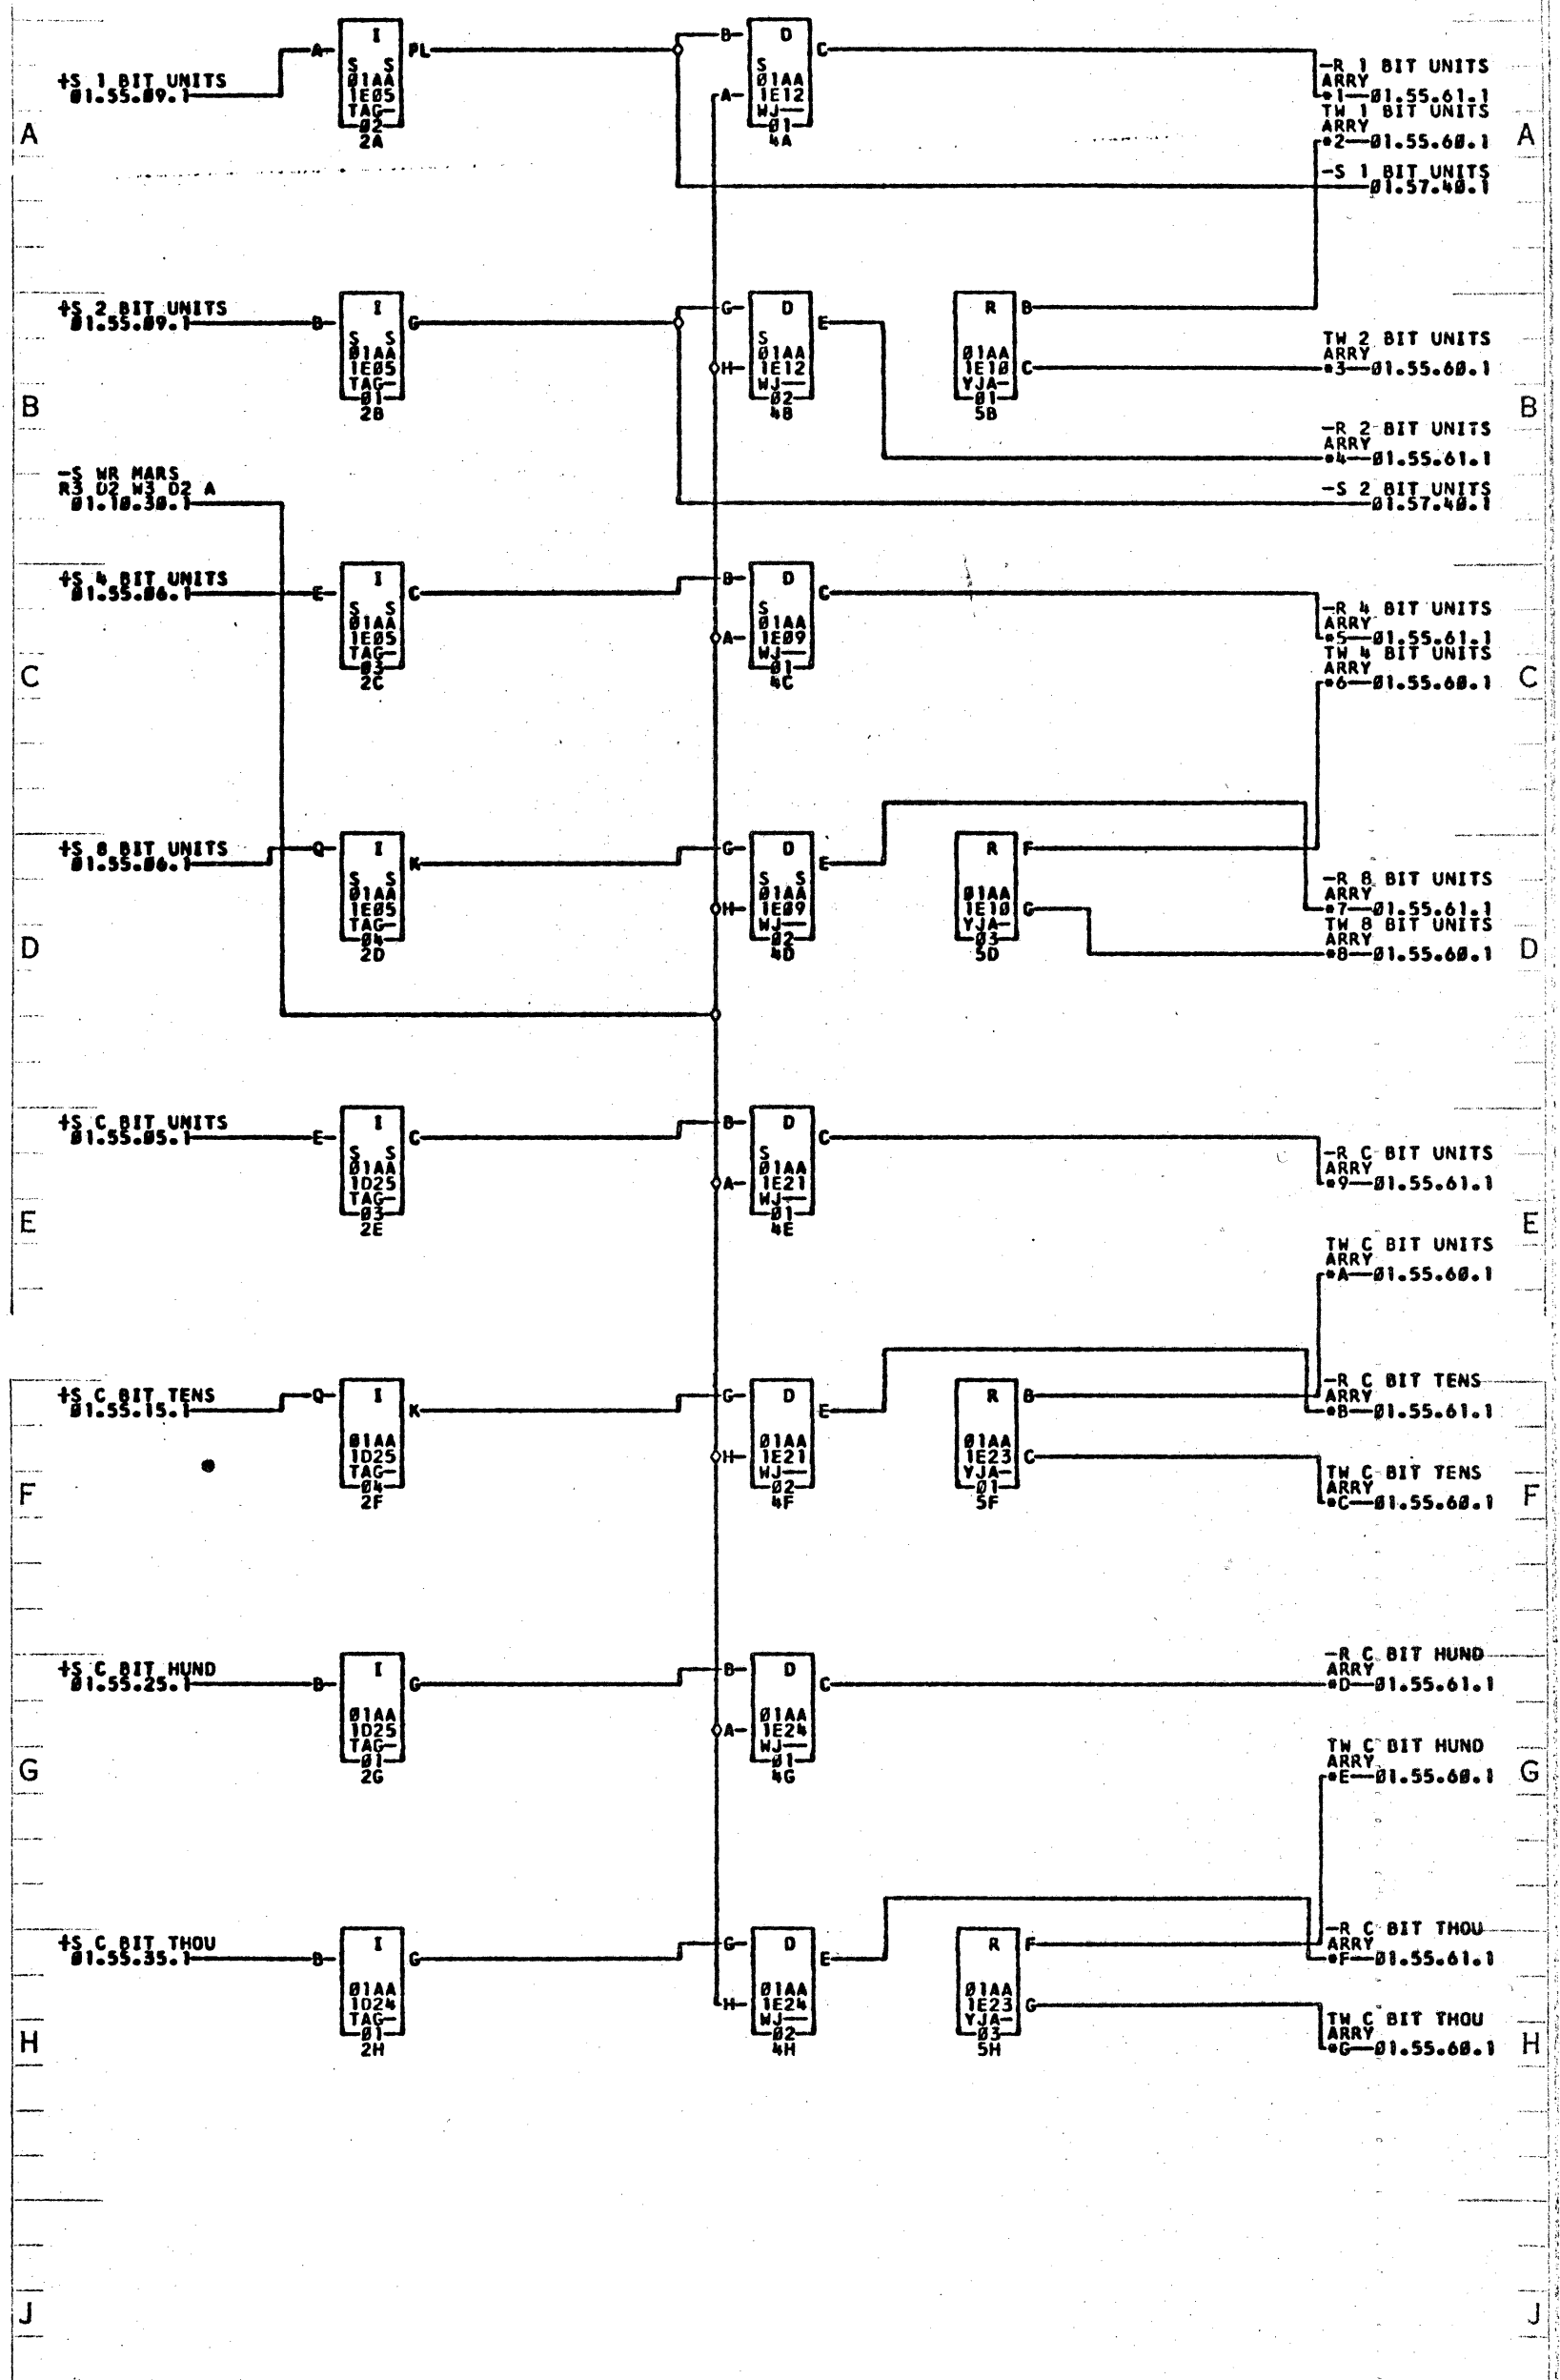 A
+S 1 BIT UNITS
01.55.09.1
A
I
S S
01AA
1E05
TAG-
02
2A
PL
B
A
D
S
01AA
1E12
WJ--
01
4A
C
-R 1 BIT UNITS
ARRY
*1—01.55.61.1
TW 1 BIT UNITS
ARRY
*2—01.55.60.1
-S 1 BIT UNITS
01.57.40.1
A
B
+S 2 BIT UNITS
01.55.09.1
B
I
S S
01AA
1E05
TAG-
01
2B
G
G
H
D
S
01AA
1E12
WJ--
02
4B
E
R
01AA
1E10
YJA-
01
5B
B
C
TW 2 BIT UNITS
ARRY
*3—01.55.60.1
-R 2 BIT UNITS
ARRY
*4—01.55.61.1
-S 2 BIT UNITS
01.57.40.1
B
-S WR MARS
R3 D2 W3 D2 A
01.10.30.1
C
+S 4 BIT UNITS
01.55.06.1
E
I
S S
01AA
1E05
TAG-
03
2C
C
B
A
D
S
01AA
1E09
WJ--
01
4C
C
-R 4 BIT UNITS
ARRY
*5—01.55.61.1
TW 4 BIT UNITS
ARRY
*6—01.55.60.1
C
D
+S 8 BIT UNITS
01.55.06.1
Q
I
S S
01AA
1E05
TAG-
04
2D
K
G
H
D
S S
01AA
1E09
WJ--
02
4D
E
R
01AA
1E10
YJA-
03
5D
F
G
-R 8 BIT UNITS
ARRY
*7—01.55.61.1
TW 8 BIT UNITS
ARRY
*8—01.55.60.1
D
E
+S C BIT UNITS
01.55.05.1
E
I
S S
01AA
1D25
TAG-
03
2E
C
B
A
D
S
01AA
1E21
WJ--
01
4E
C
-R C BIT UNITS
ARRY
*9—01.55.61.1
TW C BIT UNITS
ARRY
*A—01.55.60.1
E
F
+S C BIT TENS
01.55.15.1
Q
I
01AA
1D25
TAG-
04
2F
K
G
H
D
01AA
1E21
WJ--
02
4F
E
R
01AA
1E23
YJA-
01
5F
B
C
-R C BIT TENS
ARRY
*B—01.55.61.1
TW C BIT TENS
ARRY
*C—01.55.60.1
F
G
+S C BIT HUND
01.55.25.1
B
I
01AA
1D25
TAG-
01
2G
G
B
A
D
01AA
1E24
WJ--
01
4G
C
-R C BIT HUND
ARRY
*D—01.55.61.1
TW C BIT HUND
ARRY
*E—01.55.60.1
G
H
+S C BIT THOU
01.55.35.1
B
I
01AA
1D24
TAG-
01
2H
G
G
H
D
01AA
1E24
WJ--
02
4H
E
R
01AA
1E23
YJA-
03
5H
F
G
-R C BIT THOU
ARRY
*F—01.55.61.1
TW C BIT THOU
ARRY
*G—01.55.60.1
H
J
J